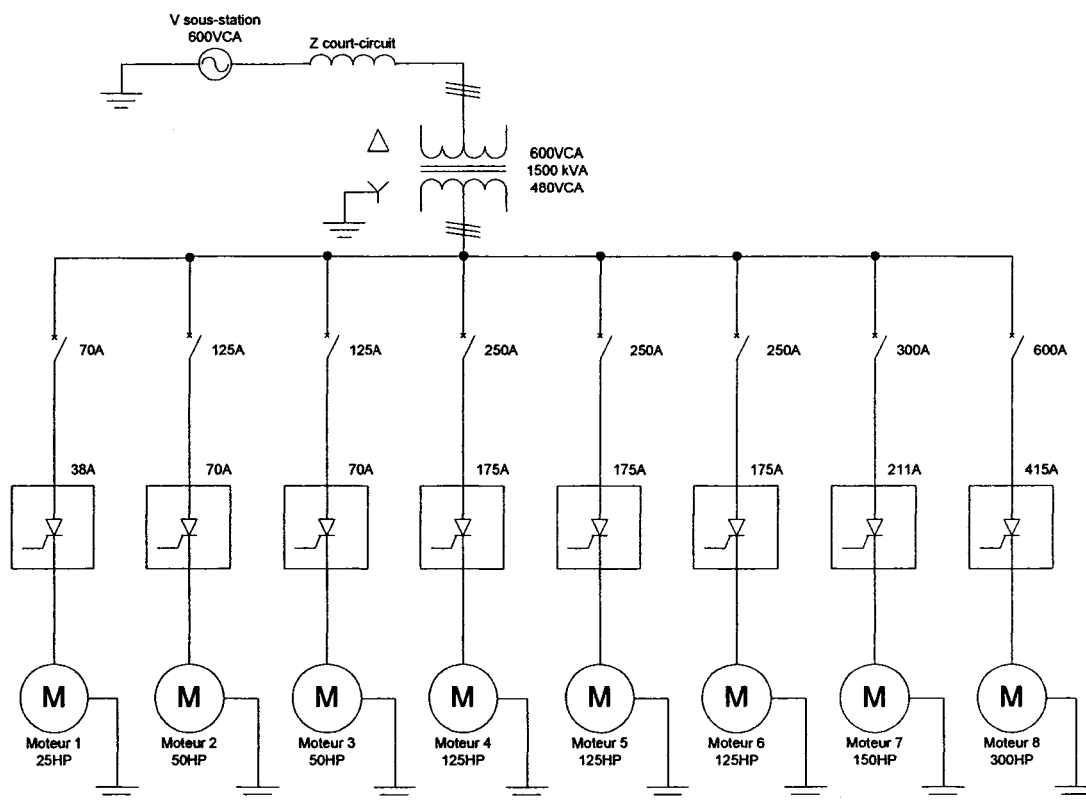 V sous-station
600VCA
Z court-circuit
600VCA
1500 kVA
480VCA
70A
125A
125A
250A
250A
250A
300A
600A
38A
70A
70A
175A
175A
175A
211A
415A
M
M
M
M
M
M
M
M
Moteur 1
25HP
Moteur 2
50HP
Moteur 3
50HP
Moteur 4
125HP
Moteur 5
125HP
Moteur 6
125HP
Moteur 7
150HP
Moteur 8
300HP